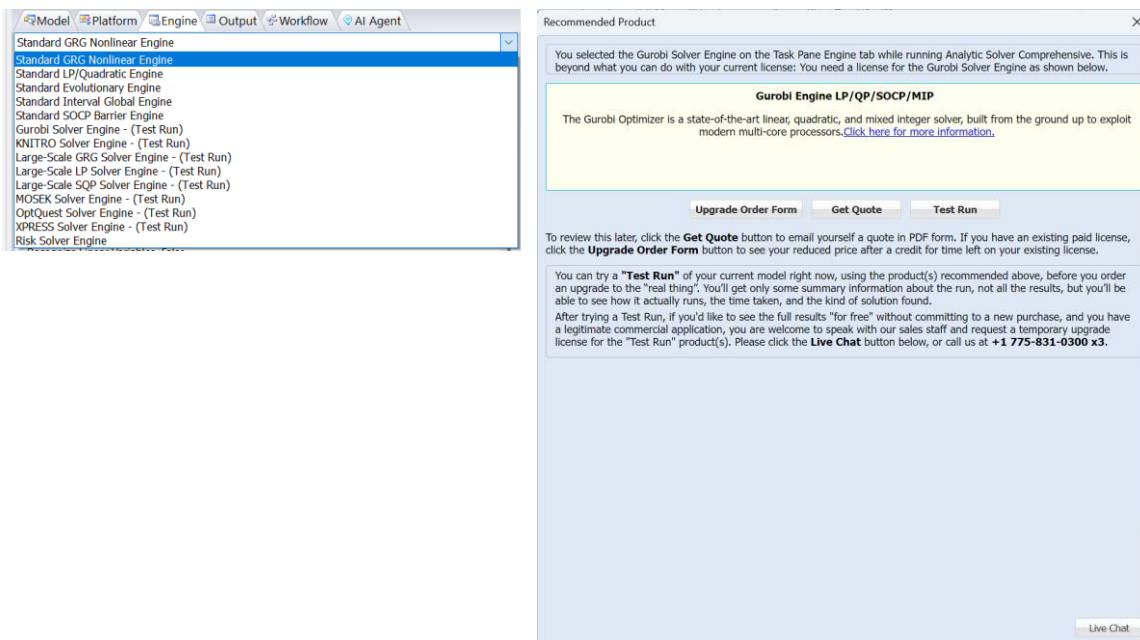 Model Platform Engine Output Workflow AI Agent
Standard GRG Nonlinear Engine
Standard GRG Nonlinear Engine
Standard LP/Quadratic Engine
Standard Evolutionary Engine
Standard Interval Global Engine
Standard SOCP Barrier Engine
Gurobi Solver Engine - (Test Run)
KNITRO Solver Engine - (Test Run)
Large-Scale GRG Solver Engine - (Test Run)
Large-Scale LP Solver Engine - (Test Run)
Large-Scale SQP Solver Engine - (Test Run)
MOSEK Solver Engine - (Test Run)
OptQuest Solver Engine - (Test Run)
XPRESS Solver Engine - (Test Run)
Risk Solver Engine
Recommended Product
You selected the Gurobi Solver Engine on the Task Pane Engine tab while running Analytic Solver Comprehensive. This is
beyond what you can do with your current license: You need a license for the Gurobi Solver Engine as shown below.
Gurobi Engine LP/QP/SOCP/MIP
The Gurobi Optimizer is a state-of-the-art linear, quadratic, and mixed integer solver, built from the ground up to exploit
modern multi-core processors.Click here for more information.
Upgrade Order Form Get Quote Test Run
To review this later, click the Get Quote button to email yourself a quote in PDF form. If you have an existing paid license,
click the Upgrade Order Form button to see your reduced price after a credit for time left on your existing license.
You can try a "Test Run" of your current model right now, using the product(s) recommended above, before you order
an upgrade to the "real thing". You'll get only some summary information about the run, not all the results, but you'll be
able to see how it actually runs, the time taken, and the kind of solution found.
After trying a Test Run, if you'd like to see the full results "for free" without committing to a new purchase, and you have
a legitimate commercial application, you are welcome to speak with our sales staff and request a temporary upgrade
license for the "Test Run" product(s). Please click the Live Chat button below, or call us at +1 775-831-0300 x3.
Live Chat